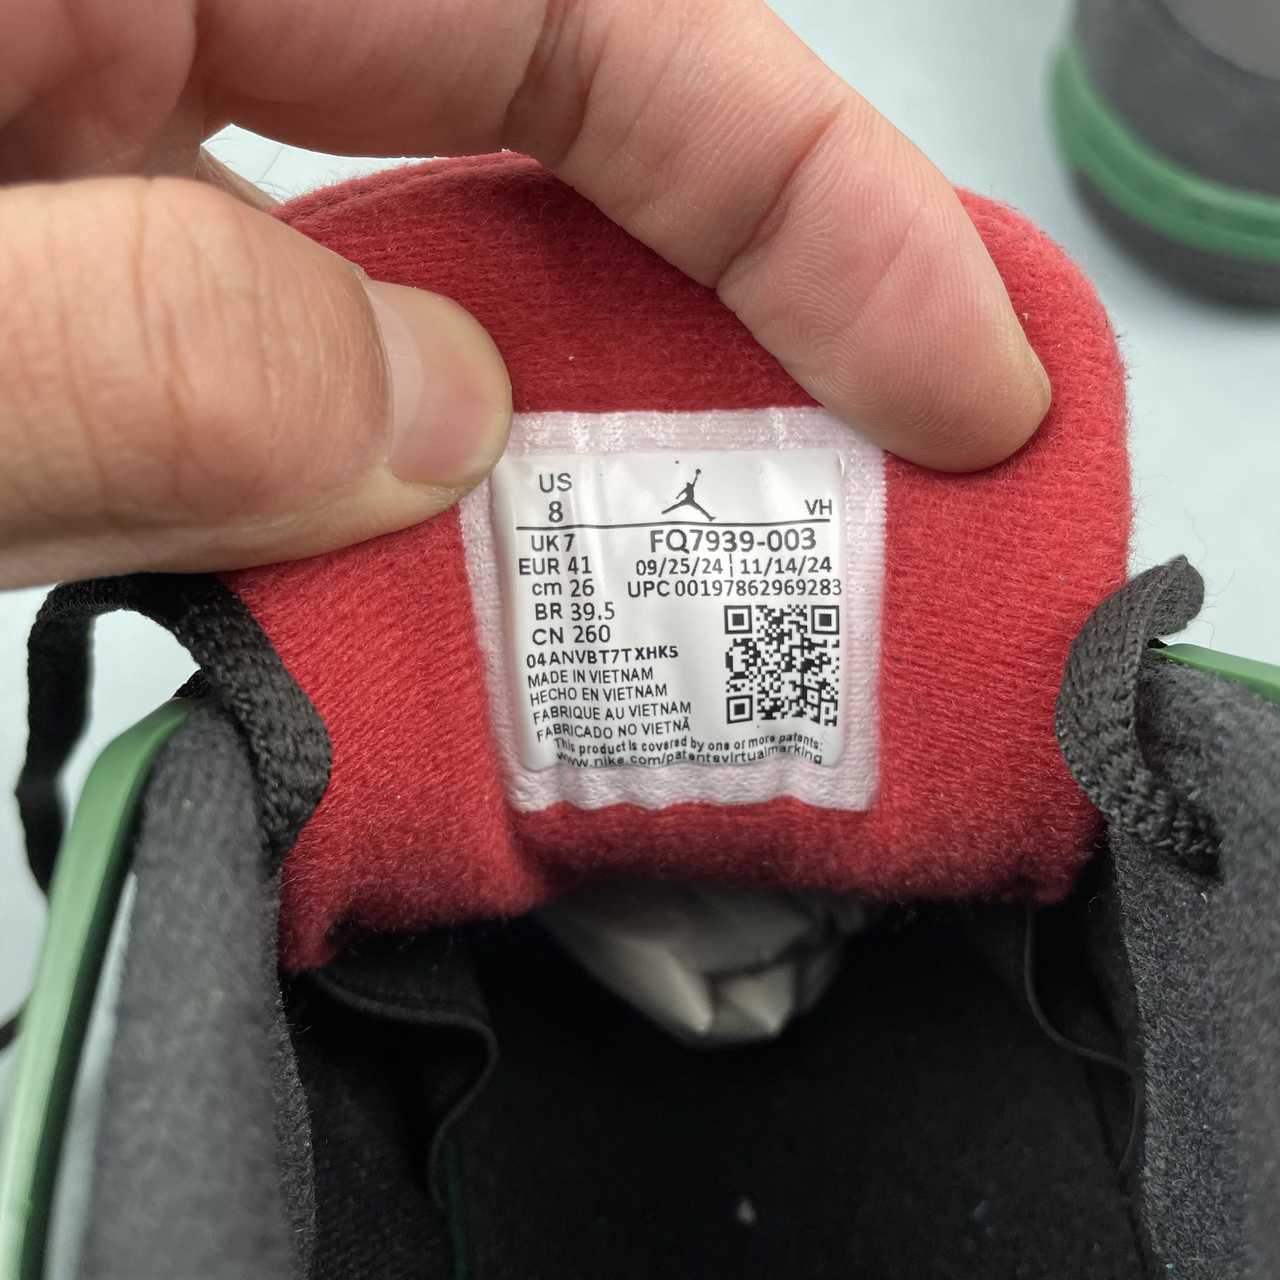 US
8
VH
UK 7
FQ7939-003
EUR 41
09/25/24 | 11/14/24
cm 26
UPC 00197862969283
BR 39.5
CN 260
04ANVBT7TXHK5
MADE IN VIETNAM
HECHO EN VIETNAM
FABRIQUE AU VIETNAM
FABRICADO NO VIETNÃ
This product is covered by one or more patents:
www.nike.com/patentsvirtualmarking